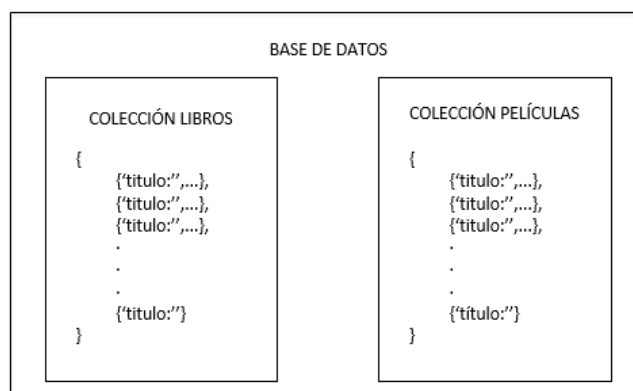 BASE DE DATOS
COLECCIÓN LIBROS
{
{‘titulo:’’,...},
{‘titulo:’’,...},
{‘titulo:’’,...},
.
.
.
{‘titulo:’’}
}
COLECCIÓN PELÍCULAS
{
{‘titulo:’’,...},
{‘titulo:’’,...},
{‘titulo:’’,...},
.
.
.
{‘título:’’}
}